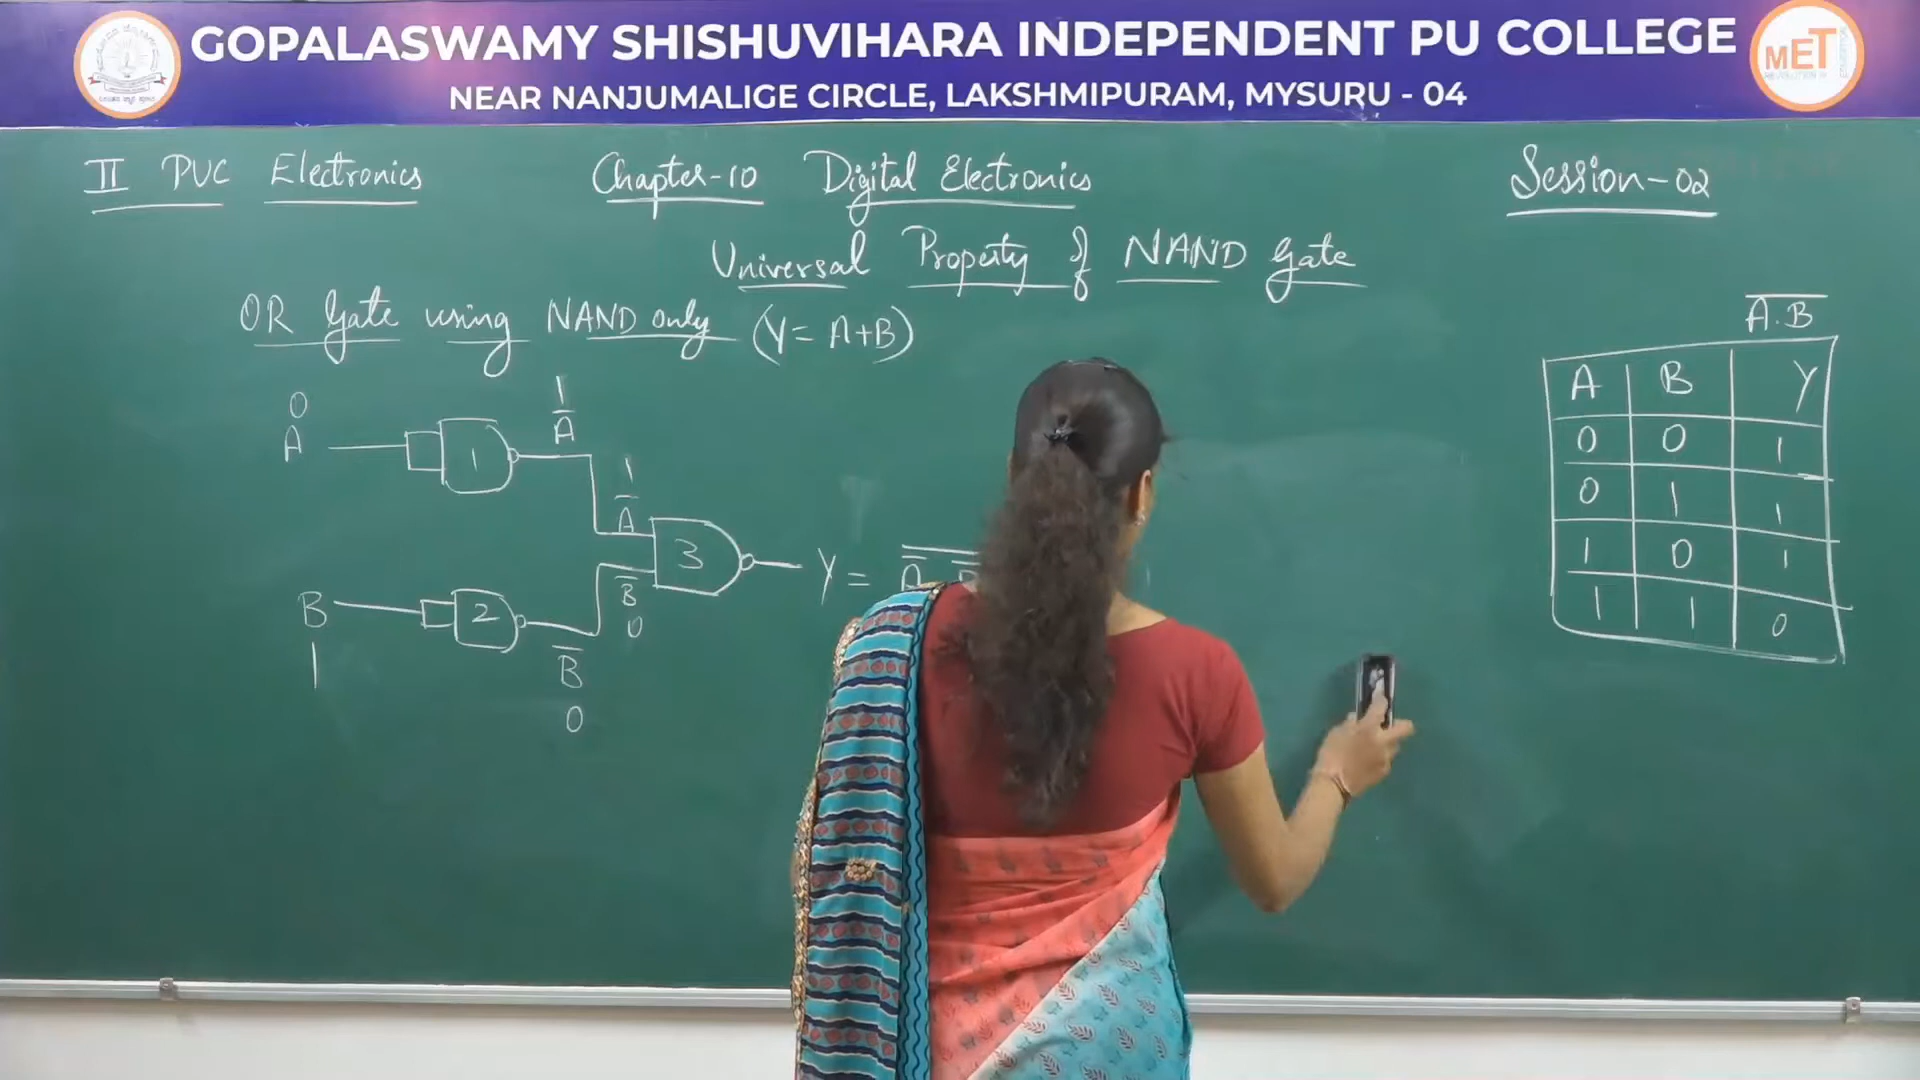 GOPALASWAMY SHISHUVIHARA INDEPENDENT PU COLLEGE
NEAR NANJUMALIGE CIRCLE, LAKSHMIPURAM, MYSURU - 04
MET
II PUC Electronics
Chapter-10 Digital Electronics
Session-02
Universal Property of NAND Gate
OR Gate using NAND only (Y = A+B)
0
A
1
1
A̅
1
A̅
3
Y = A̅
B
1
2
B̅
0
B̅
0
\overline{A.B}
A B Y
0 0 1
0 1 1
1 0 1
1 1 0